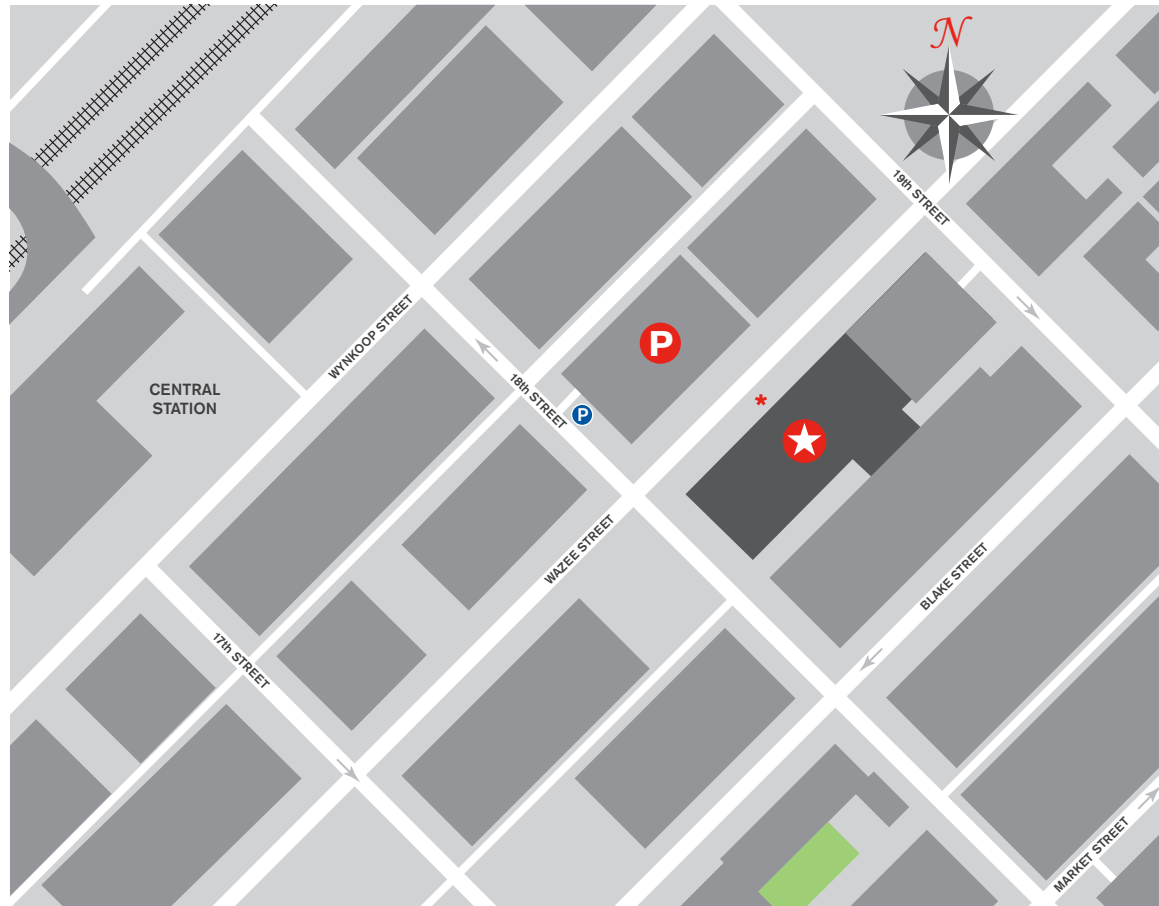 N
19th STREET
WYNKOOP STREET
P
CENTRAL
STATION
18th STREET
P
*
WAZEE STREET
BLAKE STREET
17th STREET
MARKET STREET